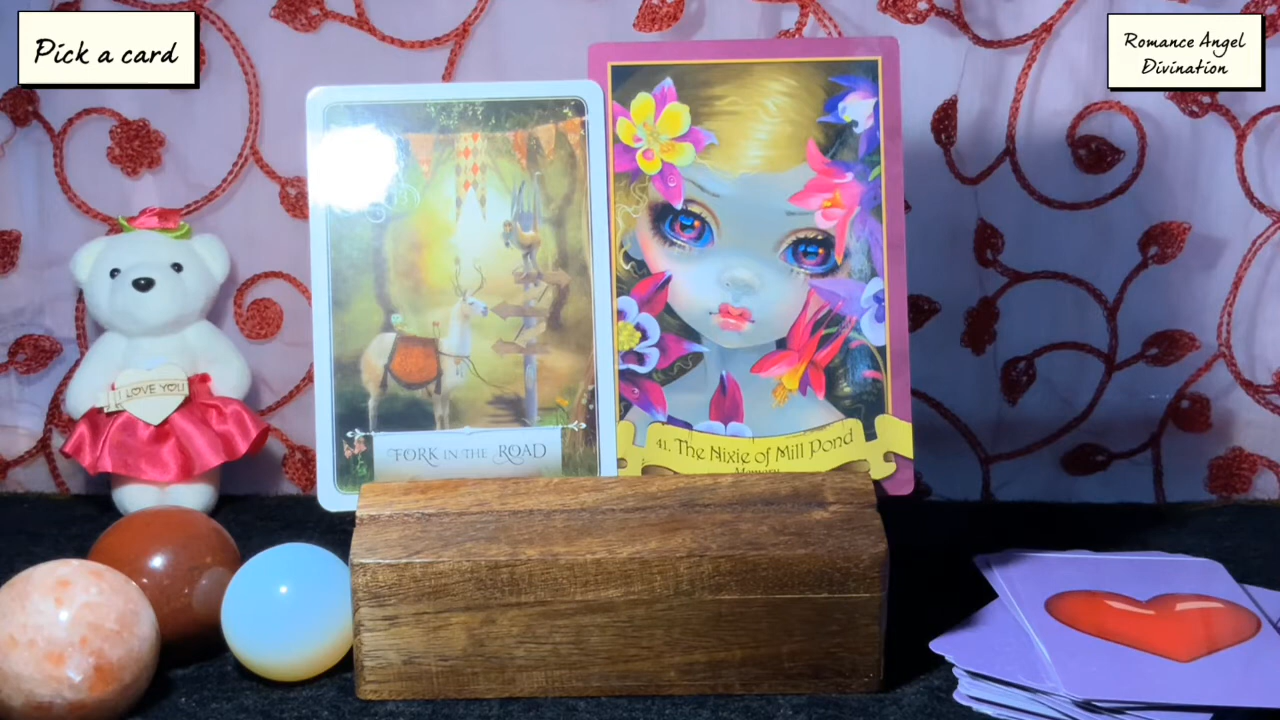 Pick a card
Romance Angel
Divination
I LOVE YOU
FORK IN THE ROAD
41. The Nixie of Mill Pond